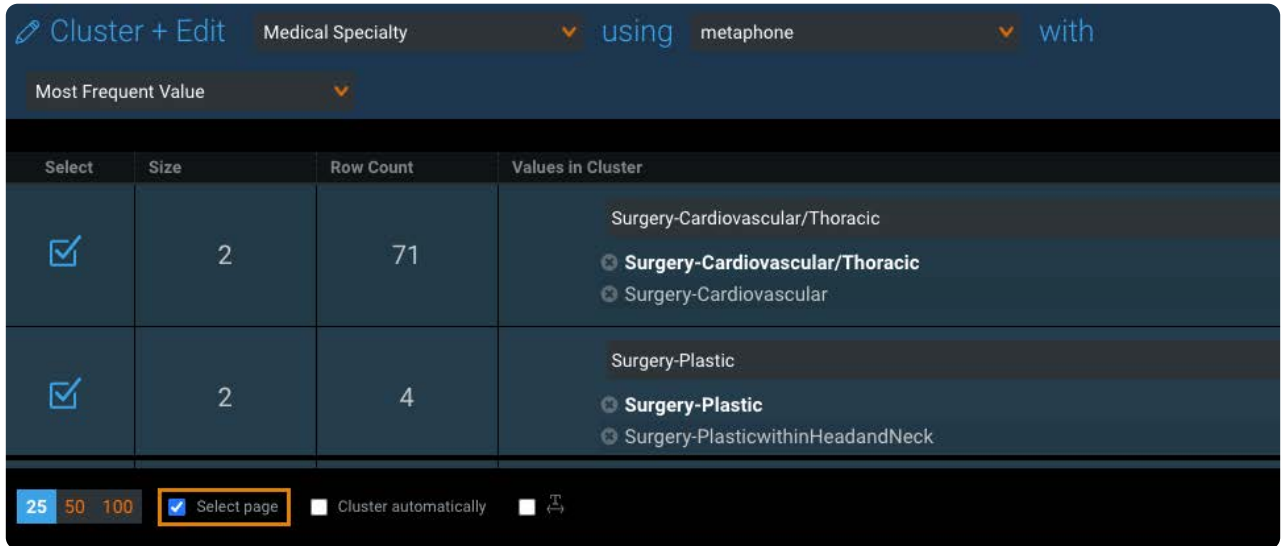 Cluster + Edit Medical Specialty using metaphone with
Most Frequent Value
Select Size Row Count Values in Cluster
Surgery-Cardiovascular/Thoracic
2 71
Surgery-Cardiovascular/Thoracic
Surgery-Cardiovascular
Surgery-Plastic
2 4
Surgery-Plastic
Surgery-PlasticwithinHeadandNeck
25 50 100 Select page Cluster automatically T